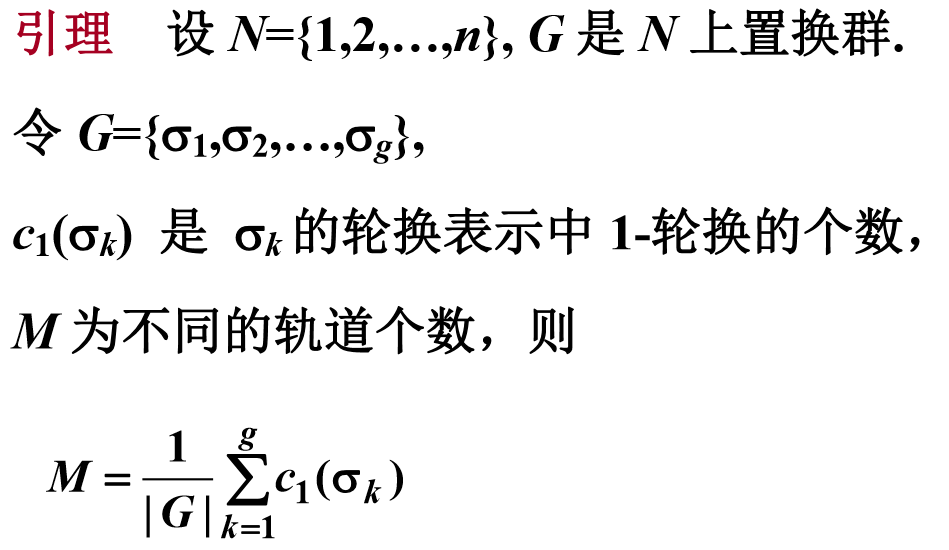 引理 设 N={1,2,…,n}, G 是 N 上置换群.
令 G={σ₁,σ₂,…,σg},
c₁(σk) 是 σk 的轮换表示中 1-轮换的个数，
M 为不同的轨道个数，则
M = \frac{1}{|G|} \sum_{k=1}^{g} c₁(σk)